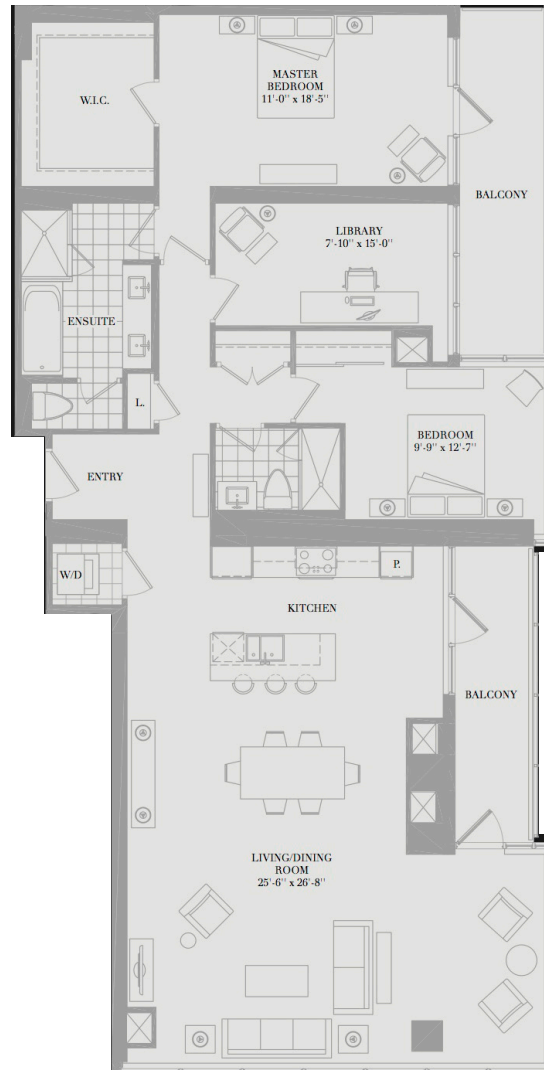 MASTER
BEDROOM
11'-0" x 18'-5"
W.I.C.
BALCONY
LIBRARY
7'-10" x 15'-0"
ENSUITE
L.
BEDROOM
9'-9" x 12'-7"
ENTRY
W/D
P.
KITCHEN
BALCONY
LIVING/DINING
ROOM
25'-6" x 26'-8"